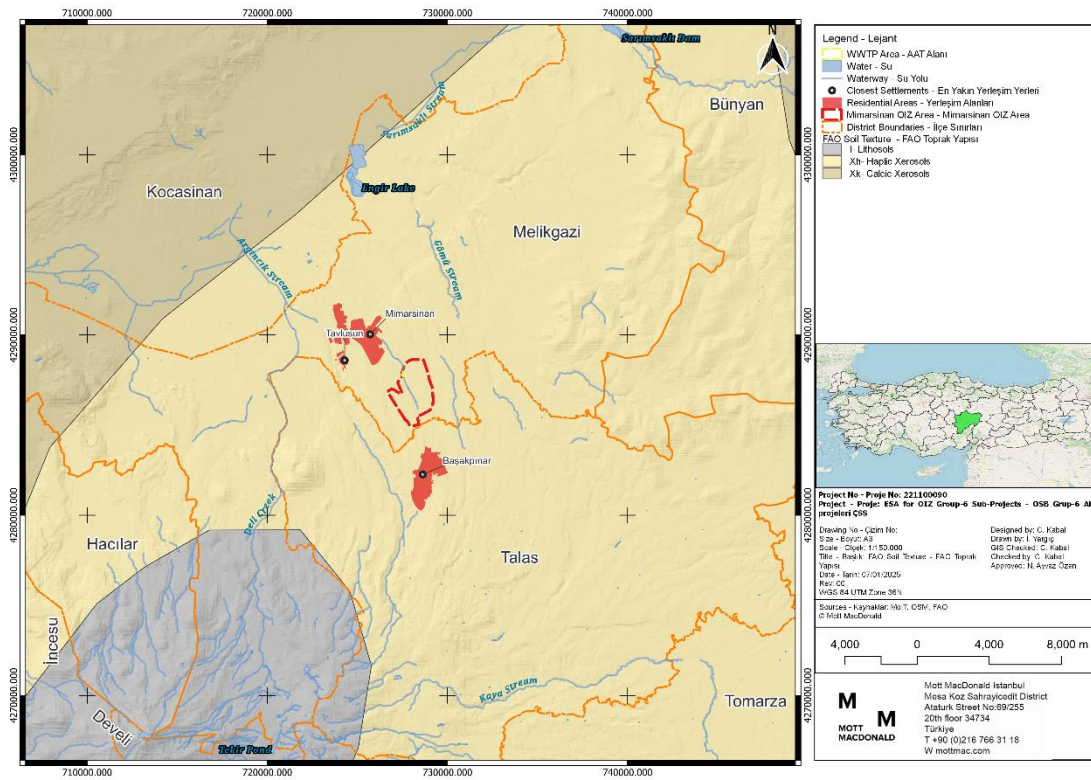 710000.000 720000.000 730000.000 740000.000
4300000.000
4290000.000
4280000.000
4270000.000
N
Sarımsaklı Dam
Bünyan
Sarımsaklı Stream
Kocasinan
Engir Lake
Melikgazi
Argıncık Stream
Gömü Stream
Mimarsinan
Tavlusun
Başakpınar
Deli Creek
Hacılar
Talas
İncesu
Kaya Stream
Tomarza
Develi
Tekir Pond
4300000.000
4290000.000
4280000.000
4270000.000
710000.000 720000.000 730000.000 740000.000
Legend - Lejant
WWTP Area - AAT Alanı
Water - Su
Waterway - Su Yolu
Closest Settlements - En Yakın Yerleşim Yerleri
Residential Areas - Yerleşim Alanları
Mimarsinan OIZ Area - Mimarsinan OIZ Area
District Boundaries - İlçe Sınırları
FAO Soil Texture - FAO Toprak Yapısı
I- Lithosols
Xh- Haplic Xerosols
Xk- Calcic Xerosols
Project No - Proje No: 221100090
Project - Proje: ESA for OIZ Group-6 Sub-Projects - OSB Grup-6 Al
projeleri ÇSS
Drawing No - Çizim No:
Size - Boyut: A3
Scale - Ölçek: 1/150.000
Title - Başlık: FAO Soil Texture - FAO Toprak
Yapısı
Date - Tarih: 07/01/2025
Rev: 00
WGS 84 UTM Zone 36N
Designed by: C. Kabal
Drawn by: İ. Yargıç
GIS Checked: C. Kabal
Checked by: C. Kabal
Approved: N. Ayvaz Özen
Sources - Kaynaklar: MoIT, OSM, FAO
© Mott MacDonald
4,000 0 4,000 8,000 m
M
M
MOTT
MACDONALD
Mott MacDonald Istanbul
Mesa Koz Sahrayicedit District
Ataturk Street No:69/255
20th floor 34734
Türkiye
T +90 (0)216 766 31 18
W mottmac.com